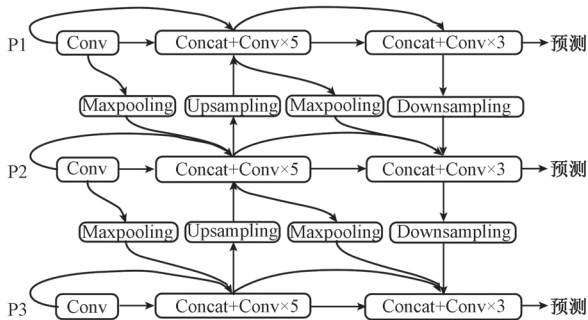 P1 Conv Concat+Conv×5 Concat+Conv×3 预测
Maxpooling Upsampling Maxpooling Downsampling
P2 Conv Concat+Conv×5 Concat+Conv×3 预测
Maxpooling Upsampling Maxpooling Downsampling
P3 Conv Concat+Conv×5 Concat+Conv×3 预测